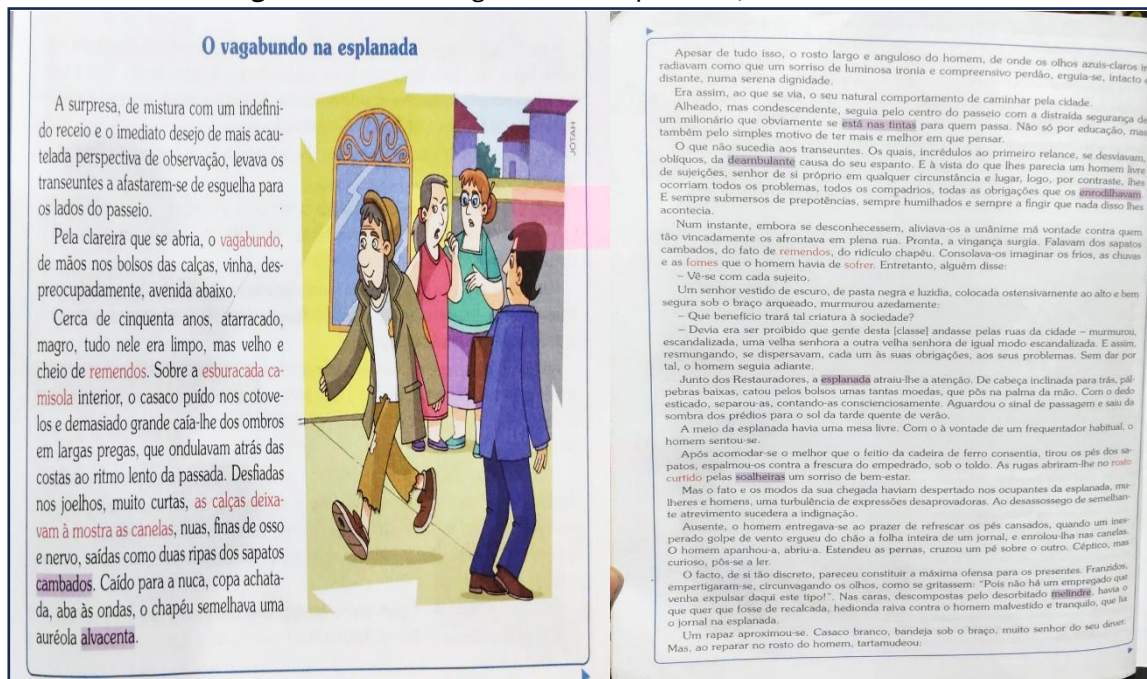 O vagabundo na esplanada
A surpresa, de mistura com um indefini-
do receio e o imediato desejo de mais acau-
telada perspectiva de observação, levava os
transeuntes a afastarem-se de esguelha para
os lados do passeio.
Pela clareira que se abria, o vagabundo,
de mãos nos bolsos das calças, vinha, des-
preocupadamente, avenida abaixo.
Cerca de cinquenta anos, atarracado,
magro, tudo nele era limpo, mas velho e
cheio de remendos. Sobre a esburacada ca-
misola interior, o casaco puído nos cotove-
los e demasiado grande caía-lhe dos ombros
em largas pregas, que ondulavam atrás das
costas ao ritmo lento da passada. Desfiadas
nos joelhos, muito curtas, as calças deixa-
vam à mostra as canelas, nuas, finas de osso
e nervo, saídas como duas ripas dos sapatos
cambados. Caído para a nuca, copa achata-
da, aba às ondas, o chapéu semelhava uma
auréola alvacenta.
JOTAH
Apesar de tudo isso, o rosto largo e anguloso do homem, de onde os olhos azuis-claros ir
radiavam como que um sorriso de luminosa ironia e compreensivo perdão, erguia-se, intacto e
distante, numa serena dignidade.
Era assim, ao que se via, o seu natural comportamento de caminhar pela cidade.
Alheado, mas condescendente, seguia pelo centro do passeio com a distraída segurança de
um milionário que obviamente se está nas tintas para quem passa. Não só por educação, mas
também pelo simples motivo de ter mais e melhor em que pensar.
O que não sucedia aos transeuntes. Os quais, incrédulos ao primeiro relance, se desviavam,
oblíquos, da deambulante causa do seu espanto. E à vista do que lhes parecia um homem livre
de sujeições, senhor de si próprio em qualquer circunstância e lugar, logo, por contraste, lhes
ocorriam todos os problemas, todos os compadrios, todas as obrigações que os enrodilhavam.
E sempre submersos de prepotências, sempre humilhados e sempre a fingir que nada disso lhes
acontecia.
Num instante, embora se desconhecessem, aliviava-os a unânime má vontade contra quem
tão vincadamente os afrontava em plena rua. Pronta, a vingança surgia. Falavam dos sapatos
cambados, do fato de remendos, do ridículo chapéu. Consolava-os imaginar os frios, as chuvas
e as fomes que o homem havia de sofrer. Entretanto, alguém disse:
– Vê-se com cada sujeito.
Um senhor vestido de escuro, de pasta negra e luzidia, colocada ostensivamente ao alto e bem
segura sob o braço arqueado, murmurou azedamente:
– Que benefício trará tal criatura à sociedade?
– Devia era ser proibido que gente desta [classe] andasse pelas ruas da cidade – murmurou,
escandalizada, uma velha senhora a outra velha senhora de igual modo escandalizada. E assim,
resmungando, se dispersavam, cada um às suas obrigações, aos seus problemas. Sem dar por
tal, o homem seguia adiante.
Junto dos Restauradores, a esplanada atraiu-lhe a atenção. De cabeça inclinada para trás, pál-
pebras baixas, catou pelos bolsos umas tantas moedas, que pôs na palma da mão. Com o dedo
esticado, separou-as, contando-as conscienciosamente. Aguardou o sinal de passagem e saiu da
sombra dos prédios para o sol da tarde quente de verão.
A meio da esplanada havia uma mesa livre. Com o à vontade de um frequentador habitual, o
homem sentou-se.
Após acomodar-se o melhor que o feitio da cadeira de ferro consentia, tirou os pés dos sa-
patos, espalmou-os contra a frescura do empedrado, sob o toldo. As rugas abriram-lhe no rosto
curtido pelas soalheiras um sorriso de bem-estar.
Mas o fato e os modos da sua chegada haviam despertado nos ocupantes da esplanada, mu-
lheres e homens, uma turbulência de expressões desaprovadoras. Ao desassossego de semelhan-
te atrevimento sucedera a indignação.
Ausente, o homem entregava-se ao prazer de refrescar os pés cansados, quando um ines-
perado golpe de vento ergueu do chão a folha inteira de um jornal, e enrolou-lha nas canelas.
O homem apanhou-a, abriu-a. Estendeu as pernas, cruzou um pé sobre o outro. Céptico, mas
curioso, pôs-se a ler.
O facto, de si tão discreto, pareceu constituir a máxima ofensa para os presentes. Franzidos,
empertigaram-se, circunvagando os olhos, como se gritassem: "Pois não há um empregado que
venha expulsar daqui este tipo!". Nas caras, descompostas pelo desorbitado melindre, havia o
que quer que fosse de recalcada, hedionda raiva contra o homem malvestido e tranquilo, que lia
o jornal na esplanada.
Um rapaz aproximou-se. Casaco branco, bandeja sob o braço, muito senhor do seu dever.
Mas, ao reparar no rosto do homem, tartamudeou: